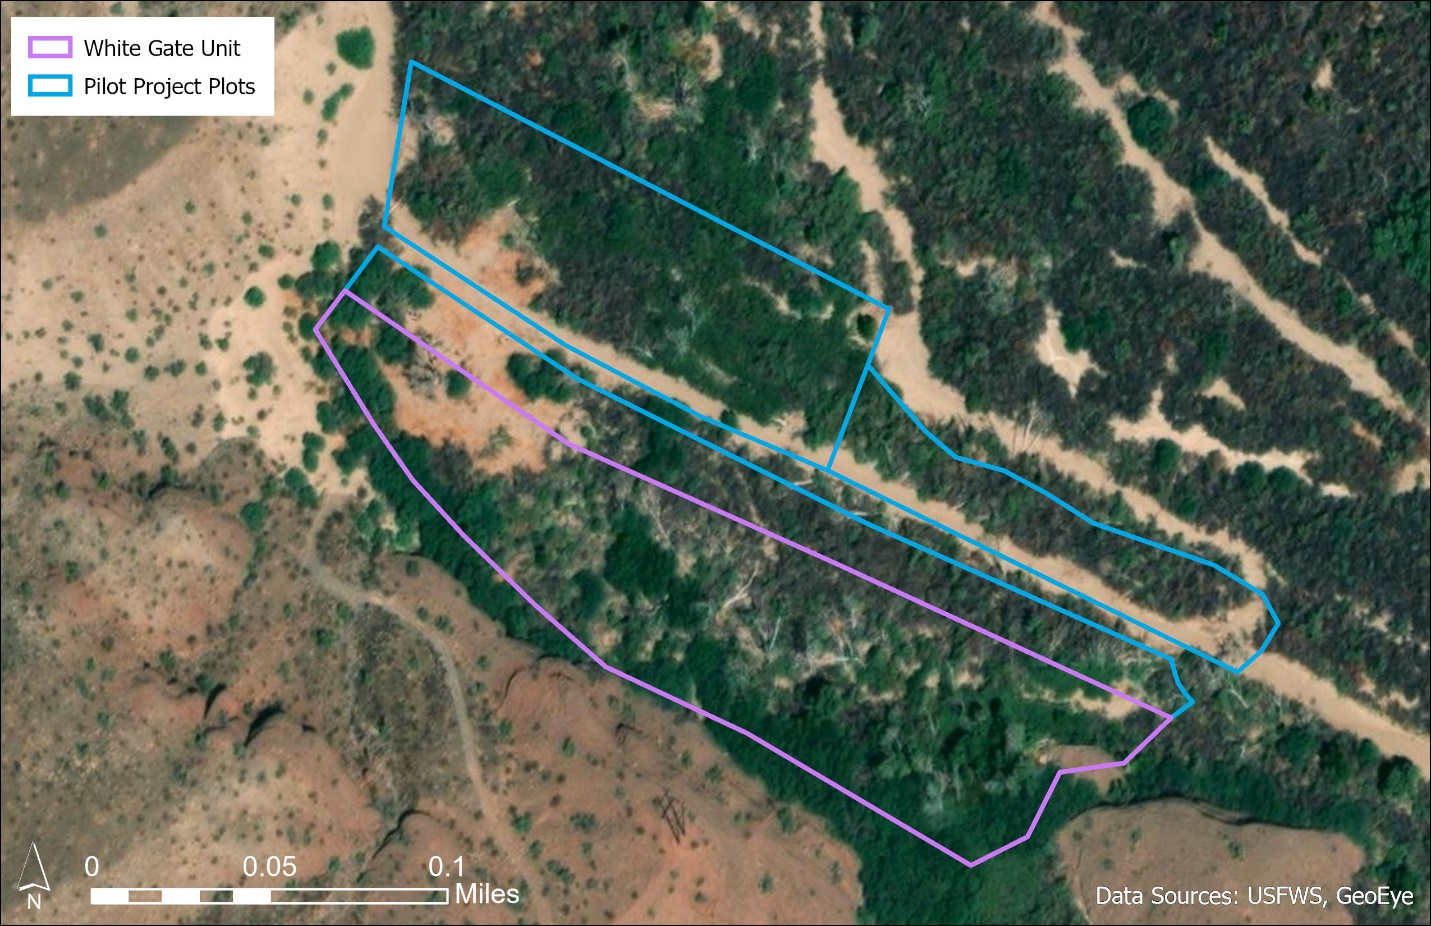 White Gate Unit
Pilot Project Plots
0 0.05 0.1
Miles
N
Data Sources: USFWS, GeoEye